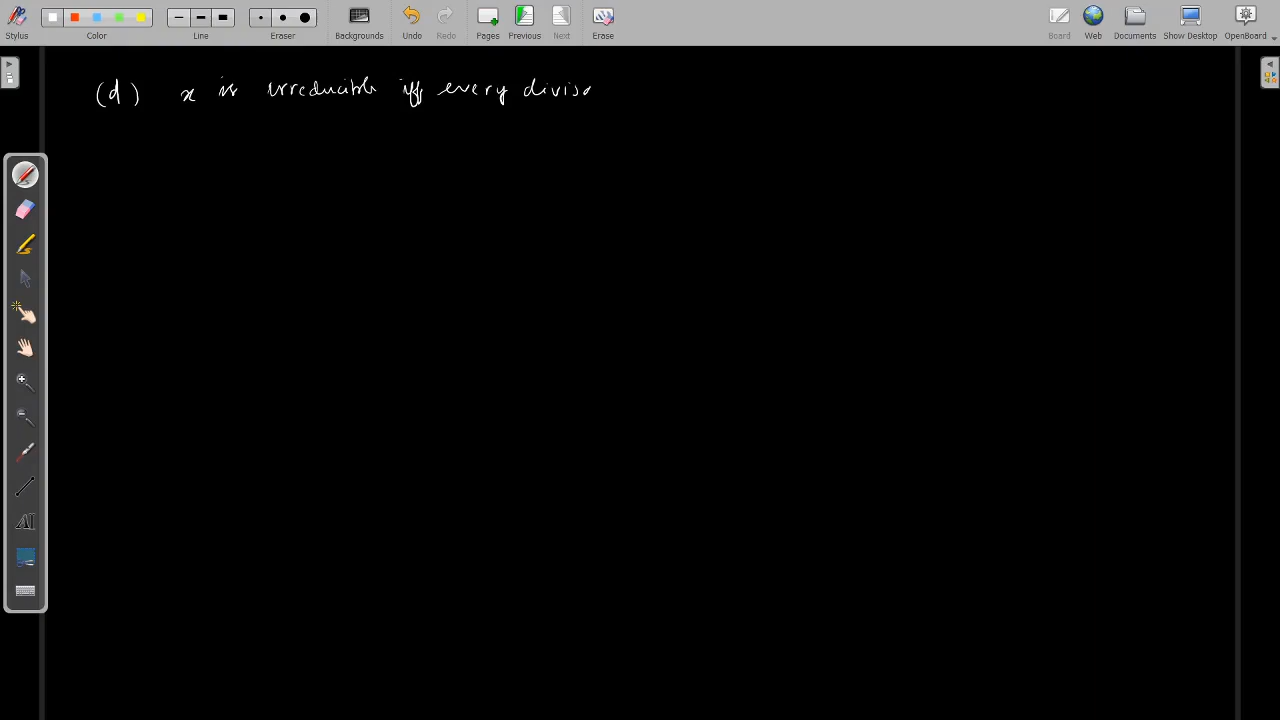 Stylus
Color
Line
Eraser
Backgrounds
Undo
Redo
Pages
Previous
Next
Erase
Board
Web
Documents
Show Desktop
OpenBoard
(d) x is irreducible iff every diviso
AI